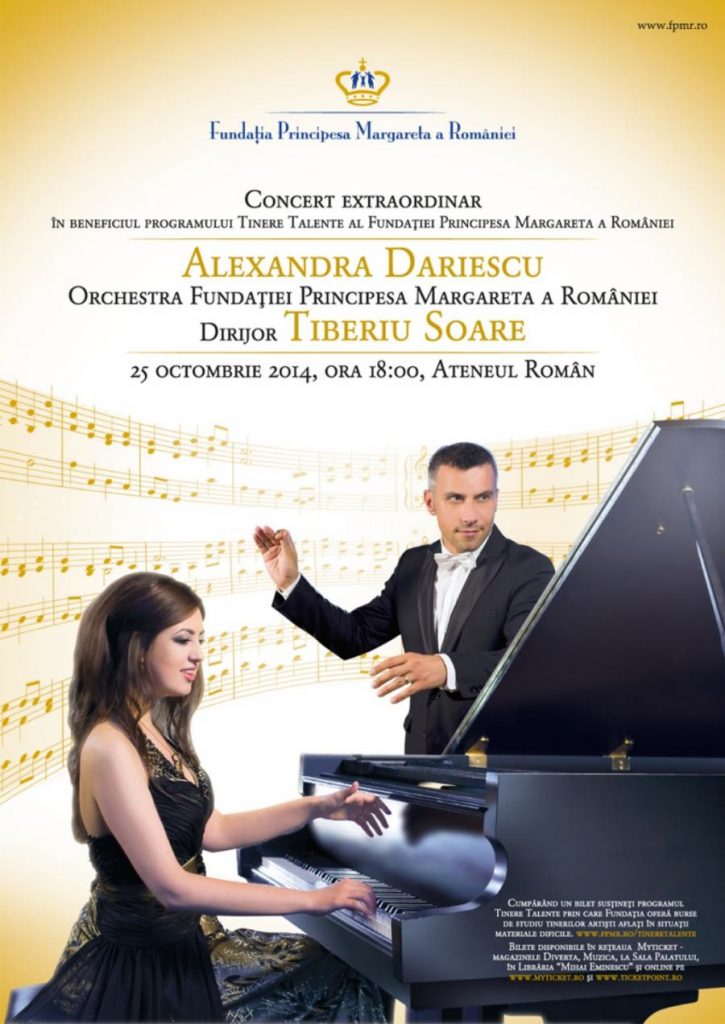 www.fpmr.ro
Fundația Principesa Margareta a României
Concert extraordinar
în beneficiul programului Tinere Talente al Fundației Principesa Margareta a României
Alexandra Dariescu
Orchestra Fundației Principesa Margareta a României
Dirijor Tiberiu Soare
25 octombrie 2014, ora 18:00, Ateneul Român
Cumpărând un bilet susțineți programul
Tinere Talente prin care Fundația oferă burse
de studiu tinerilor artiști aflați în situații
materiale dificile. www.fpmr.ro/tineretalente
Bilete disponibile în rețeaua Myticket -
magazinele Diverta, Muzica, la Sala Palatului,
în Librăria "Mihai Eminescu" și online pe
www.myticket.ro și www.ticketpoint.ro